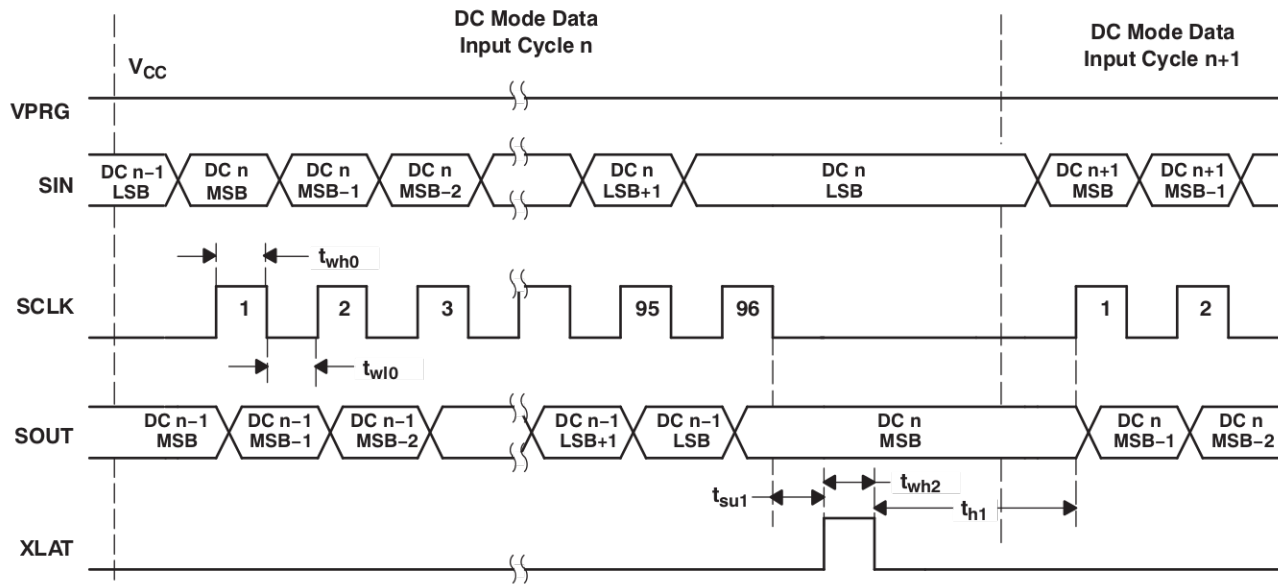 DC Mode Data
Input Cycle n
DC Mode Data
Input Cycle n+1
VCC
VPRG
SIN
DC n−1
LSB
DC n
MSB
DC n
MSB-1
DC n
MSB-2
DC n
LSB+1
DC n
LSB
DC n+1
MSB
DC n+1
MSB-1
twh0
SCLK
1
2
3
95
96
1
2
twl0
SOUT
DC n−1
MSB
DC n−1
MSB-1
DC n−1
MSB-2
DC n−1
LSB+1
DC n−1
LSB
DC n
MSB
DC n
MSB-1
DC n
MSB-2
tsu1
twh2
th1
XLAT